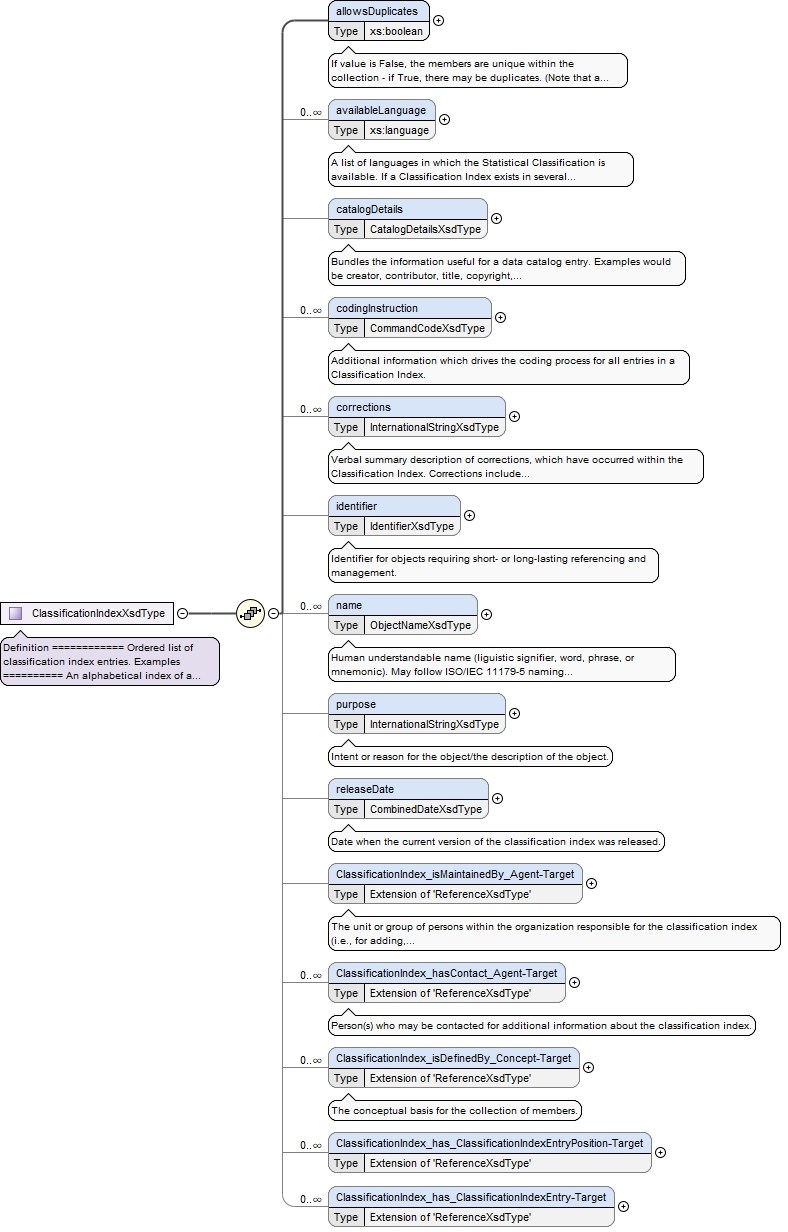 allowsDuplicates
Type xs:boolean
If value is False, the members are unique within the
collection - if True, there may be duplicates. (Note that a...
0..∞ availableLanguage
Type xs:language
A list of languages in which the Statistical Classification is
available. If a Classification Index exists in several...
catalogDetails
Type CatalogDetailsXsdType
Bundles the information useful for a data catalog entry. Examples would
be creator, contributor, title, copyright,...
0..∞ codingInstruction
Type CommandCodeXsdType
Additional information which drives the coding process for all entries in a
Classification Index.
0..∞ corrections
Type InternationalStringXsdType
Verbal summary description of corrections, which have occurred within the
Classification Index. Corrections include...
identifier
Type IdentifierXsdType
Identifier for objects requiring short- or long-lasting referencing and
management.
ClassificationIndexXsdType
Definition ============ Ordered list of
classification index entries. Examples
========== An alphabetical index of a...
0..∞ name
Type ObjectNameXsdType
Human understandable name (liguistic signifier, word, phrase, or
mnemonic). May follow ISO/IEC 11179-5 naming...
purpose
Type InternationalStringXsdType
Intent or reason for the object/the description of the object.
releaseDate
Type CombinedDateXsdType
Date when the current version of the classification index was released.
ClassificationIndex_isMaintainedBy_Agent-Target
Type Extension of 'ReferenceXsdType'
The unit or group of persons within the organization responsible for the classification index
(i.e., for adding,...
0..∞ ClassificationIndex_hasContact_Agent-Target
Type Extension of 'ReferenceXsdType'
Person(s) who may be contacted for additional information about the classification index.
0..∞ ClassificationIndex_isDefinedBy_Concept-Target
Type Extension of 'ReferenceXsdType'
The conceptual basis for the collection of members.
0..∞ ClassificationIndex_has_ClassificationIndexEntryPosition-Target
Type Extension of 'ReferenceXsdType'
0..∞ ClassificationIndex_has_ClassificationIndexEntry-Target
Type Extension of 'ReferenceXsdType'